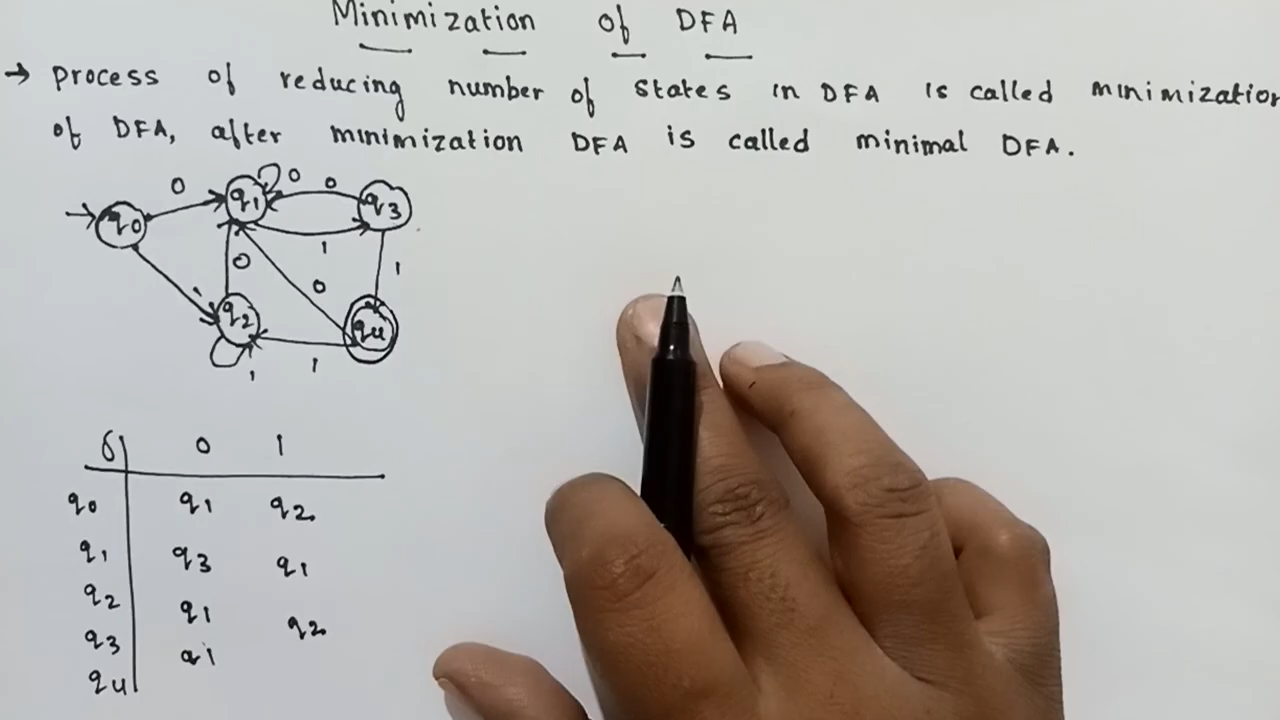 Minimization of DFA
→ process of reducing number of states in DFA is called minimization
of DFA, after minimization DFA is called minimal DFA.
0 0 0
q0 q1 q3
1
0 0 1
1
q2 q4
1 1
δ 0 1
q0 q1 q2
q1 q3 q1
q2 q1 q2
q3 q1
q4